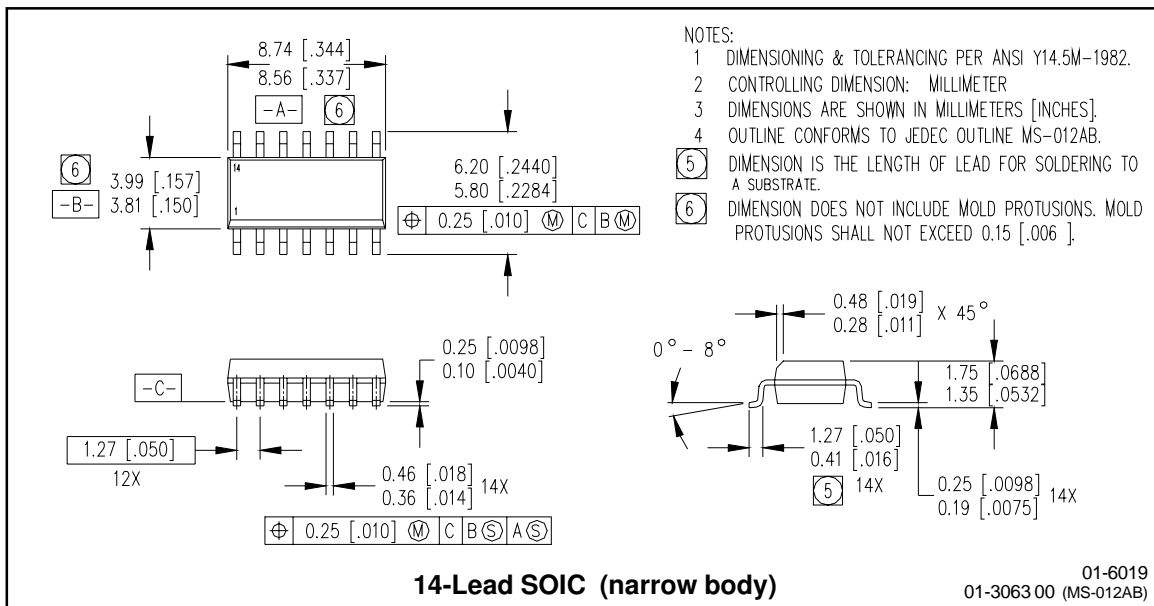 8.74 [.344]
8.56 [.337]
-A- 6
6
3.99 [.157]
3.81 [.150]
-B-
14
1
6.20 [.2440]
5.80 [.2284]
⌖ 0.25 [.010] Ⓜ C B Ⓜ
NOTES:
1 DIMENSIONING & TOLERANCING PER ANSI Y14.5M-1982.
2 CONTROLLING DIMENSION: MILLIMETER
3 DIMENSIONS ARE SHOWN IN MILLIMETERS [INCHES].
4 OUTLINE CONFORMS TO JEDEC OUTLINE MS-012AB.
5 DIMENSION IS THE LENGTH OF LEAD FOR SOLDERING TO
A SUBSTRATE.
6 DIMENSION DOES NOT INCLUDE MOLD PROTUSIONS. MOLD
PROTUSIONS SHALL NOT EXCEED 0.15 [.006 ].
-C-
0.25 [.0098]
0.10 [.0040]
1.27 [.050]
12X
0.46 [.018]
0.36 [.014] 14X
⌖ 0.25 [.010] Ⓜ C B Ⓢ A Ⓢ
0.48 [.019]
0.28 [.011] X 45°
0°-8°
1.75 [.0688]
1.35 [.0532]
1.27 [.050]
0.41 [.016]
5 14X
0.25 [.0098]
0.19 [.0075] 14X
14-Lead SOIC (narrow body)
01-6019
01-3063 00 (MS-012AB)